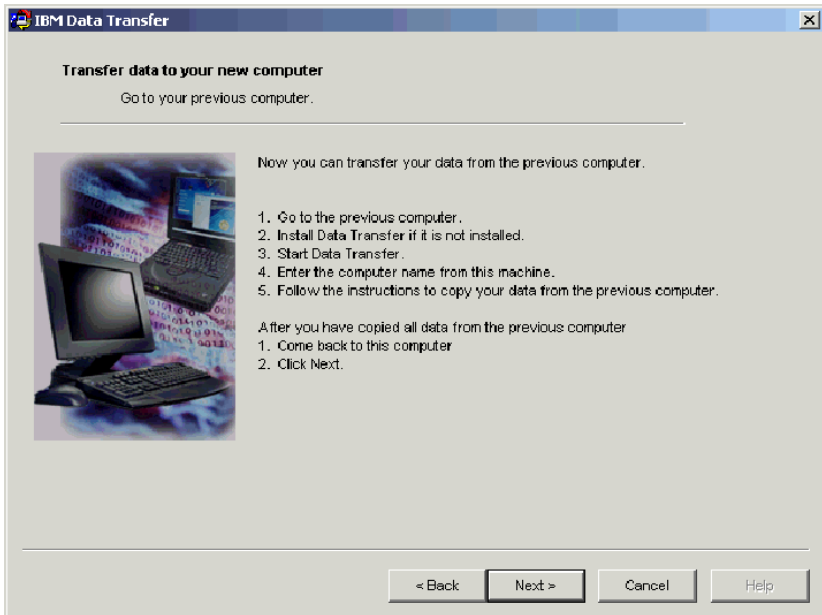 IBM Data Transfer
Transfer data to your new computer
Go to your previous computer.
Now you can transfer your data from the previous computer.
1. Go to the previous computer.
2. Install Data Transfer if it is not installed.
3. Start Data Transfer.
4. Enter the computer name from this machine.
5. Follow the instructions to copy your data from the previous computer.
After you have copied all data from the previous computer
1. Come back to this computer
2. Click Next.
< Back
Next >
Cancel
Help